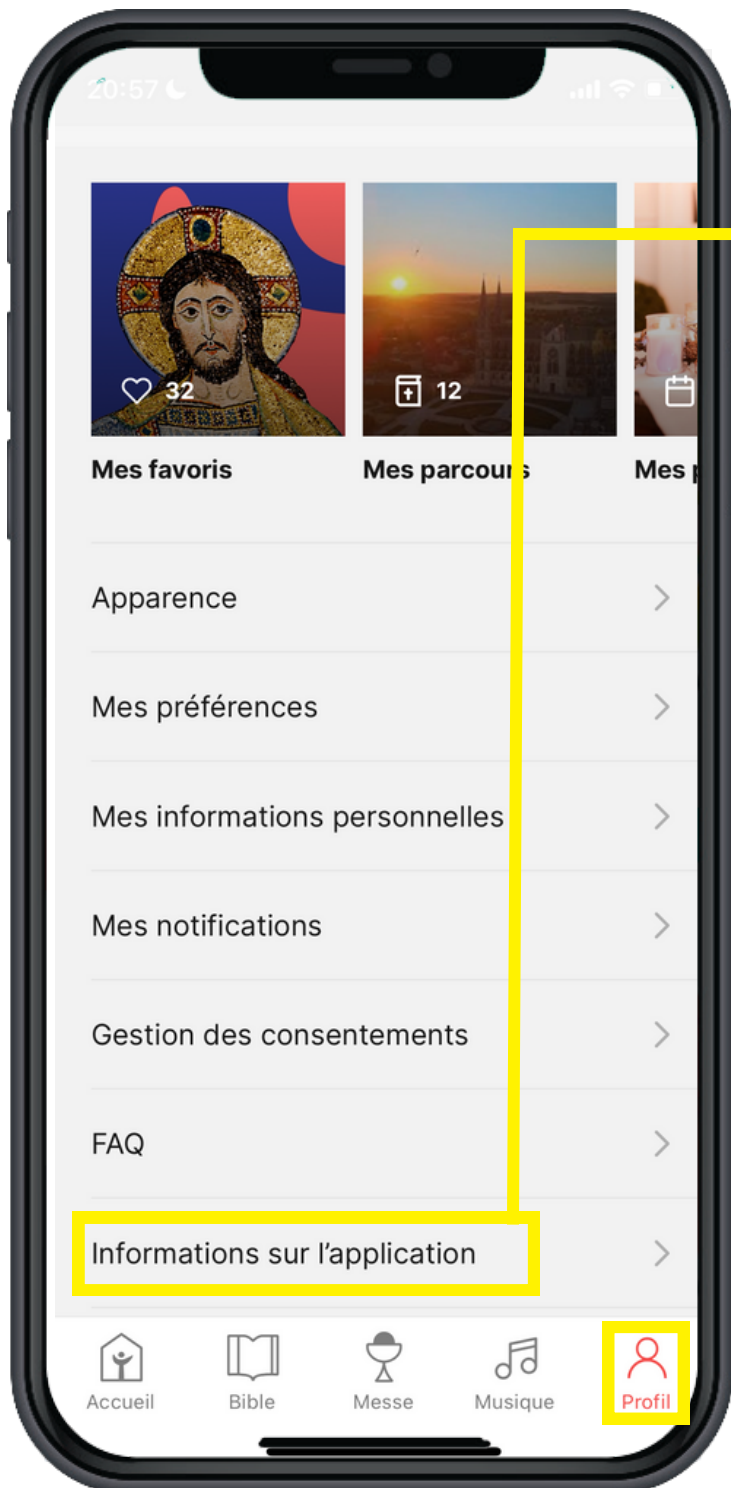 20:57
32
12
Mes favoris
Mes parcours
Mes
Apparence
Mes préférences
Mes informations personnelles
Mes notifications
Gestion des consentements
FAQ
Informations sur l’application
Accueil
Bible
Messe
Musique
Profil